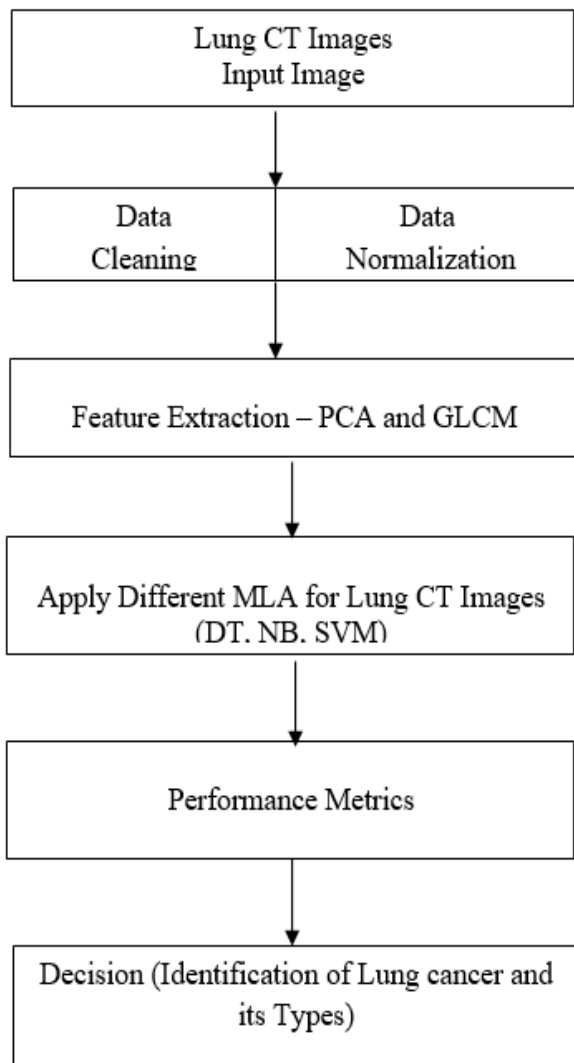 Lung CT Images
Input Image
Data
Cleaning
Data
Normalization
Feature Extraction – PCA and GLCM
Apply Different MLA for Lung CT Images
(DT, NB, SVM)
Performance Metrics
Decision (Identification of Lung cancer and
its Types)